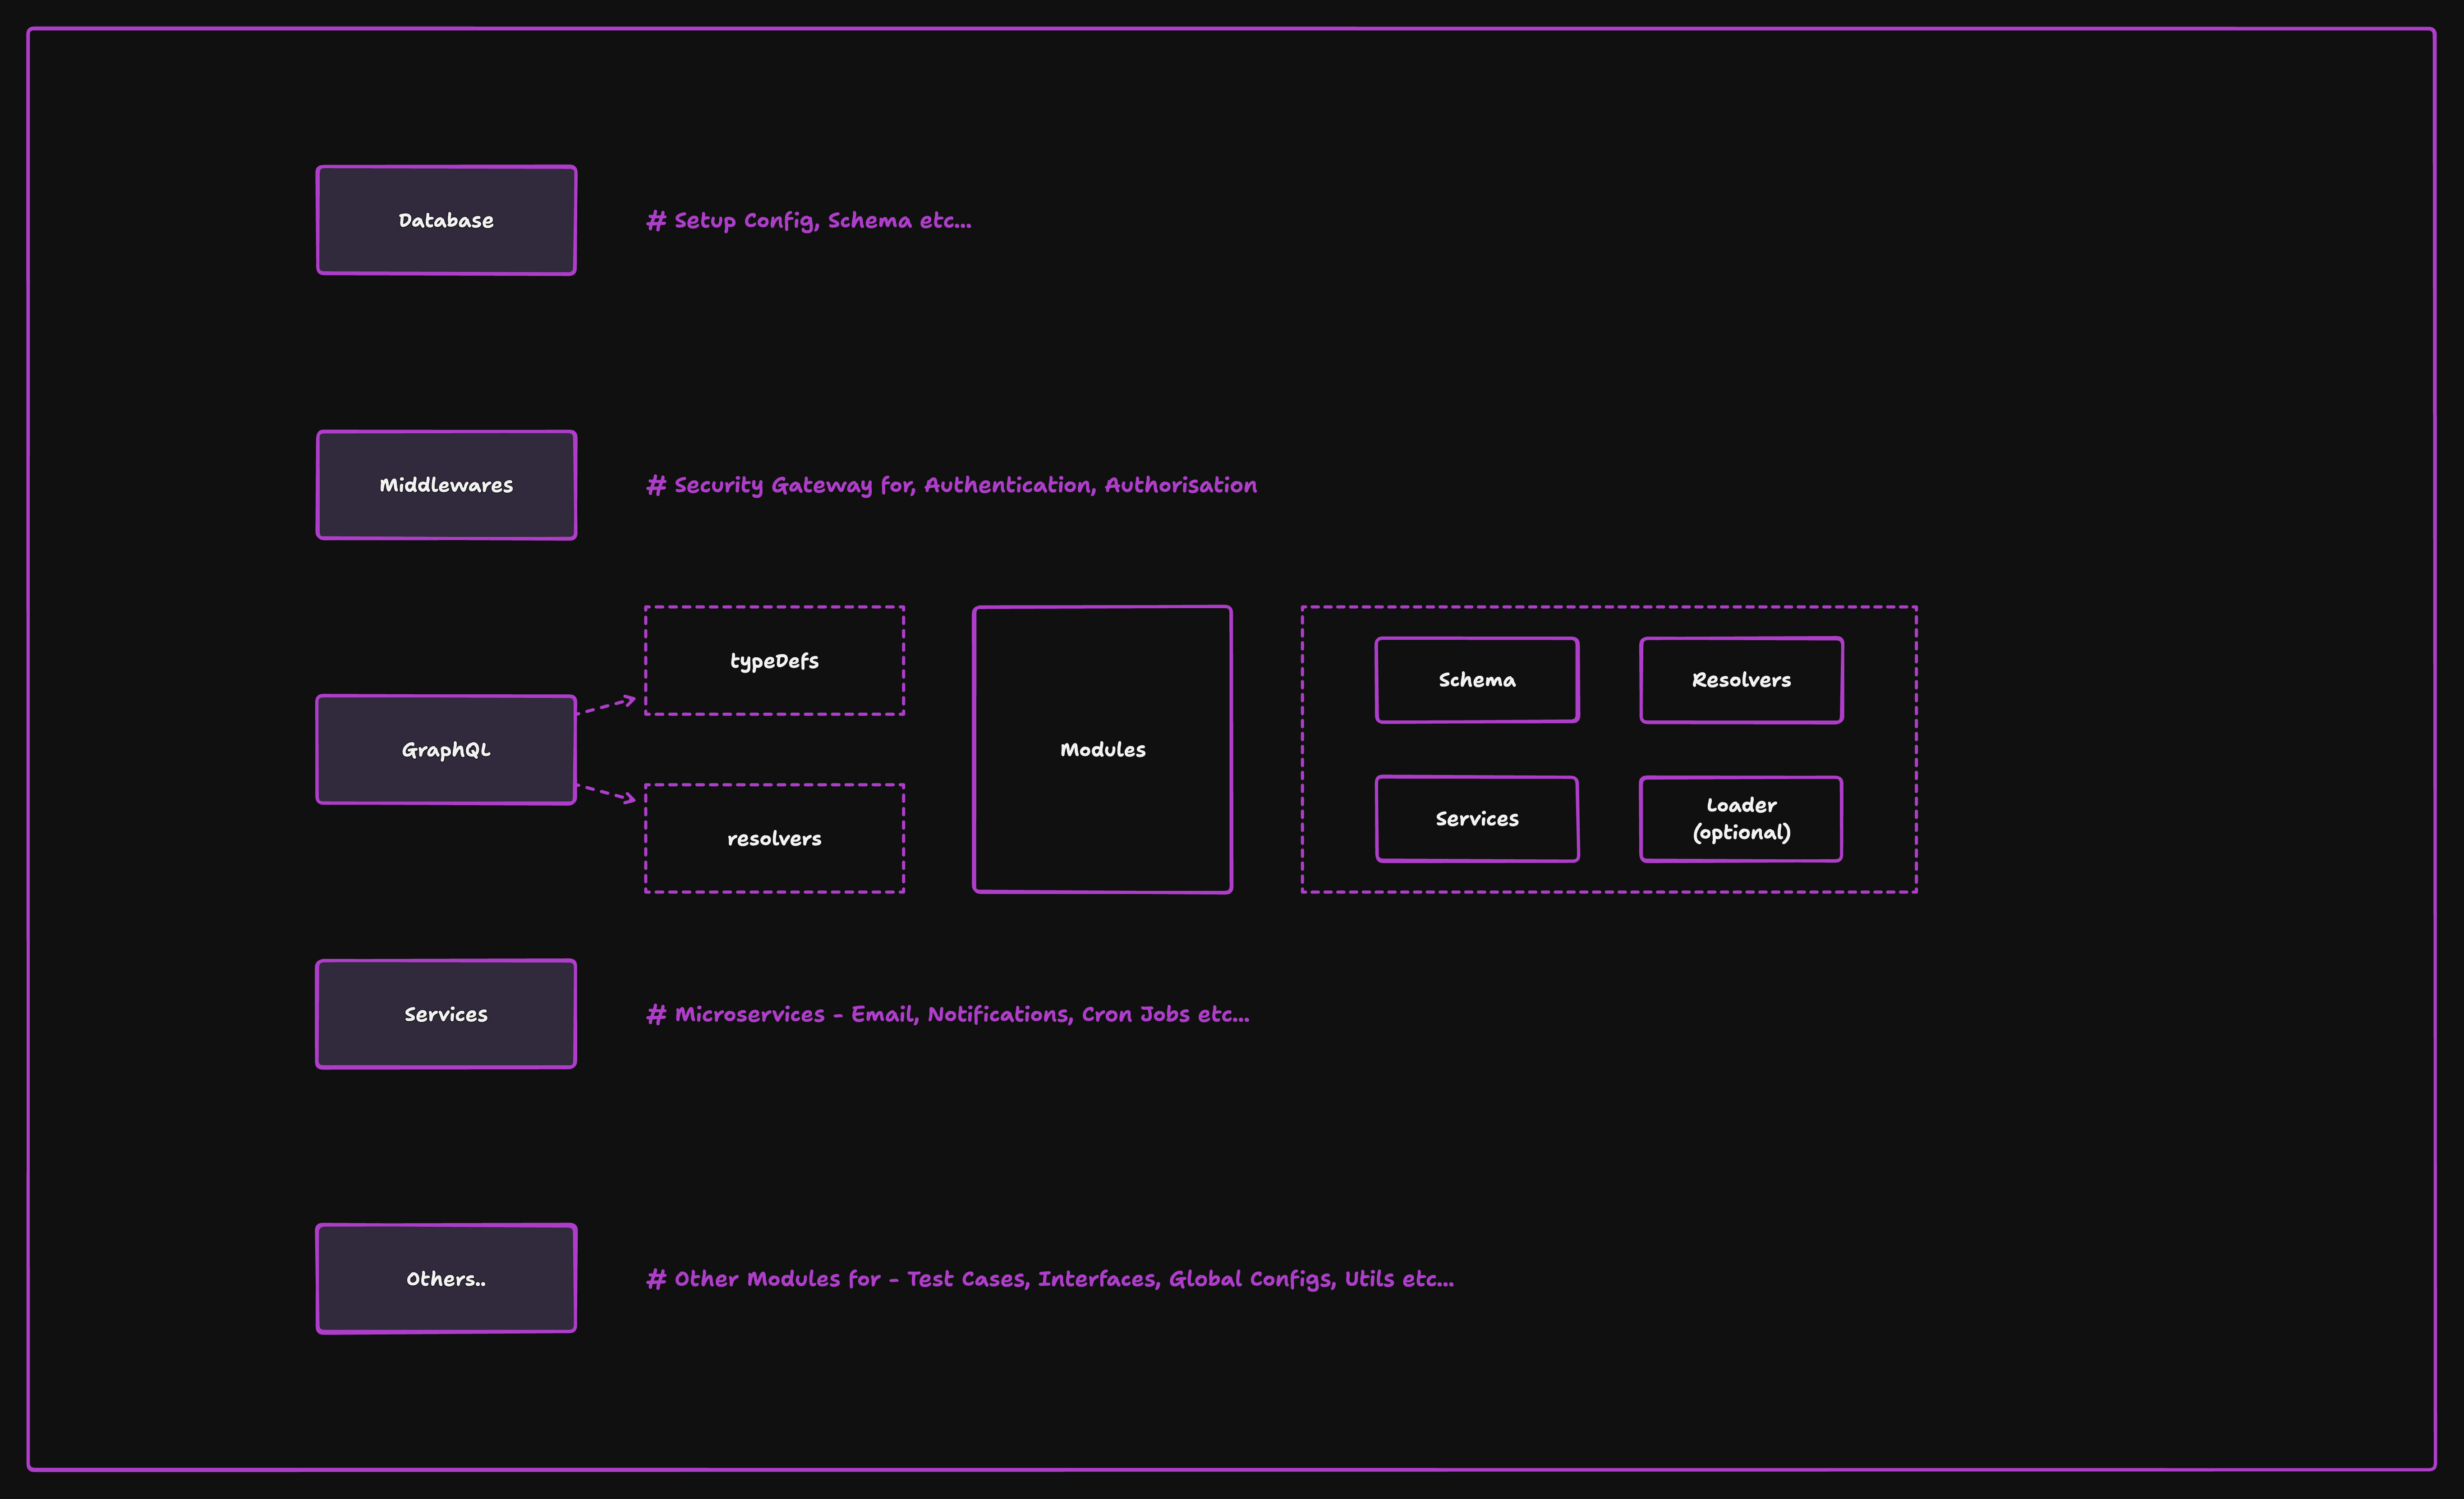 Database
# Setup Config, Schema etc...
Middlewares
# Security Gateway for, Authentication, Authorisation
GraphQL
typeDefs
resolvers
Modules
Schema
Resolvers
Services
Loader
(optional)
Services
# Microservices - Email, Notifications, Cron Jobs etc...
Others..
# Other Modules for - Test Cases, Interfaces, Global Configs, Utils etc...